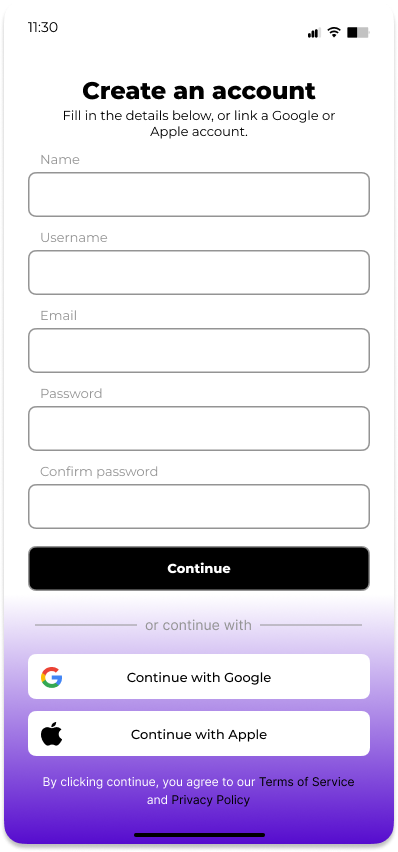 11:30
Create an account
Fill in the details below, or link a Google or
Apple account.
Name
Username
Email
Password
Confirm password
Continue
or continue with
Continue with Google
Continue with Apple
By clicking continue, you agree to our Terms of Service
and Privacy Policy